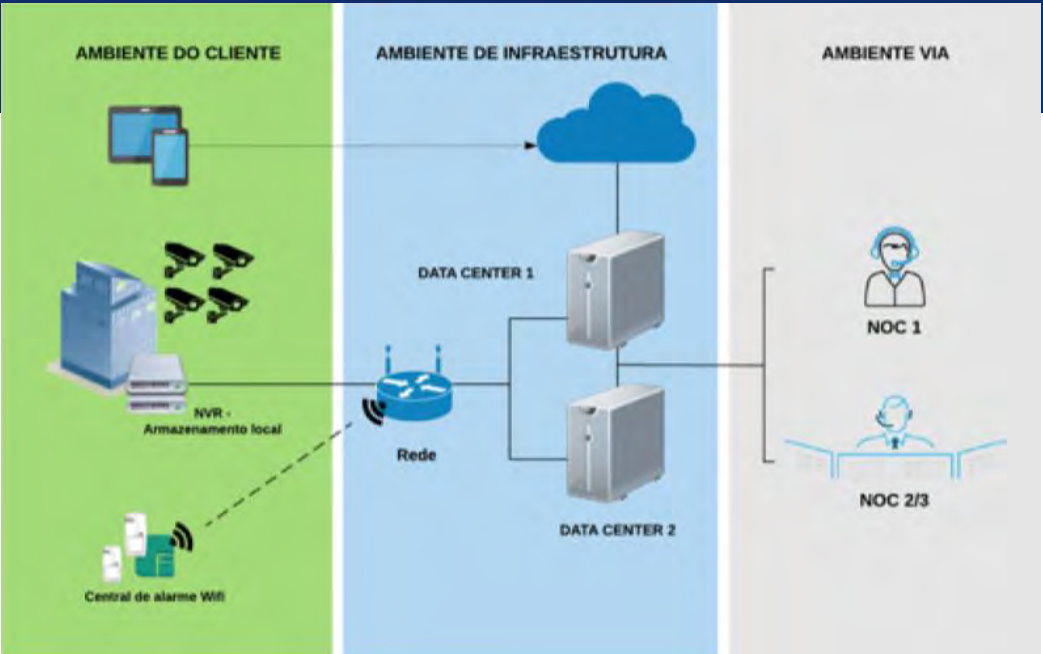 AMBIENTE DO CLIENTE
AMBIENTE DE INFRAESTRUTURA
AMBIENTE VIA
DATA CENTER 1
NOC 1
NVR -
Armazenamento local
Rede
NOC 2/3
DATA CENTER 2
Central de alarme Wifi